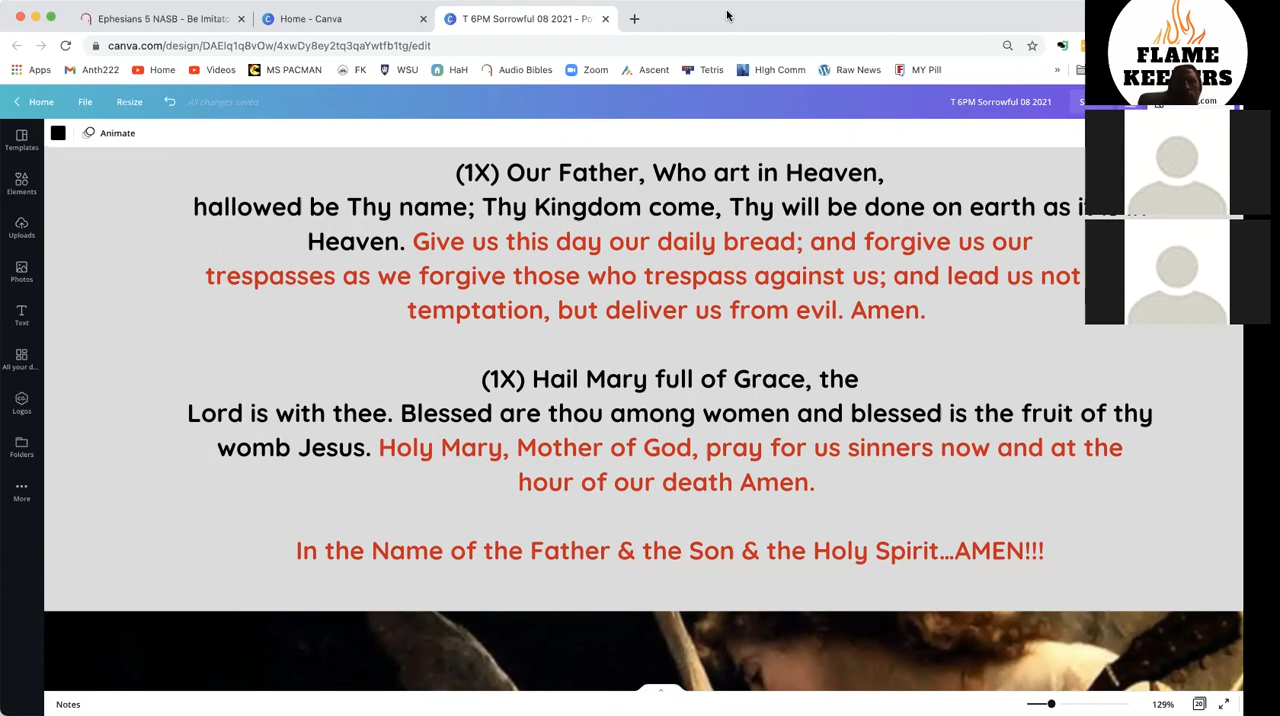 Ephesians 5 NASB - Be Imitato
Home - Canva
T 6PM Sorrowful 08 2021 - Po
canva.com/design/DAElq1q8vOw/4xwDy8ey2tq3qaYwtfb1tg/edit
Apps Anth222 Home Videos MS PACMAN FK WSU HaH Audio Bibles Zoom Ascent Tetris High Comm Raw News MY Pill »
FLAME
KEEPERS
.com
Home File Resize All changes saved T 6PM Sorrowful 08 2021
Animate
Templates
Elements
Uploads
Photos
Text
All your d...
Logos
Folders
More
(1X) Our Father, Who art in Heaven,
hallowed be Thy name; Thy Kingdom come, Thy will be done on earth as it is in
Heaven. Give us this day our daily bread; and forgive us our
trespasses as we forgive those who trespass against us; and lead us not
temptation, but deliver us from evil. Amen.
(1X) Hail Mary full of Grace, the
Lord is with thee. Blessed are thou among women and blessed is the fruit of thy
womb Jesus. Holy Mary, Mother of God, pray for us sinners now and at the
hour of our death Amen.
In the Name of the Father & the Son & the Holy Spirit...AMEN!!!
Notes
129%
20